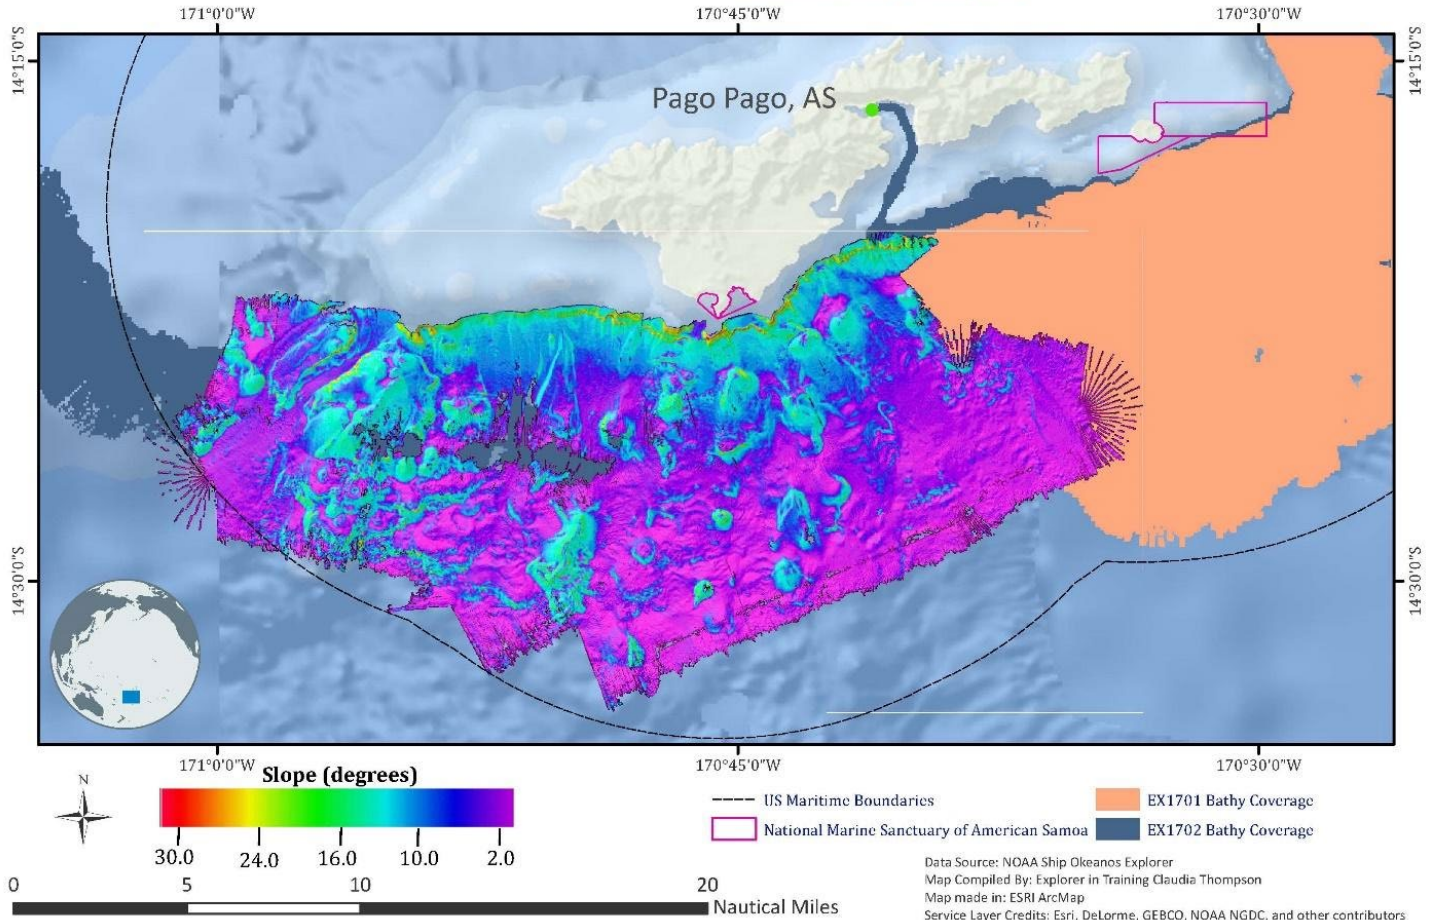 171°0'0"W 170°45'0"W 170°30'0"W
14°15'0"S 14°15'0"S
Pago Pago, AS
14°30'0"S 14°30'0"S
171°0'0"W 170°45'0"W 170°30'0"W
N
Slope (degrees)
30.0 24.0 16.0 10.0 2.0
US Maritime Boundaries
National Marine Sanctuary of American Samoa
EX1701 Bathy Coverage
EX1702 Bathy Coverage
0 5 10 20 Nautical Miles
Data Source: NOAA Ship Okeanos Explorer
Map Compiled By: Explorer in Training Claudia Thompson
Map made in: ESRI ArcMap
Service Layer Credits: Esri, DeLorme, GEBCO, NOAA NGDC, and other contributors